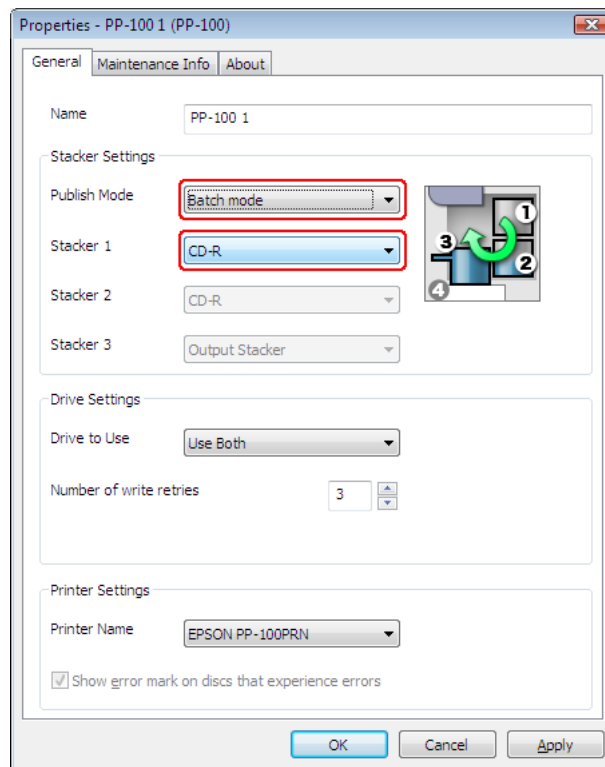 Properties - PP-100 1 (PP-100)
General Maintenance Info About
Name PP-100 1
Stacker Settings
Publish Mode Batch mode
Stacker 1 CD-R
Stacker 2 CD-R
Stacker 3 Output Stacker
1
3
2
4
Drive Settings
Drive to Use Use Both
Number of write retries 3
Printer Settings
Printer Name EPSON PP-100PRN
Show error mark on discs that experience errors
OK Cancel Apply